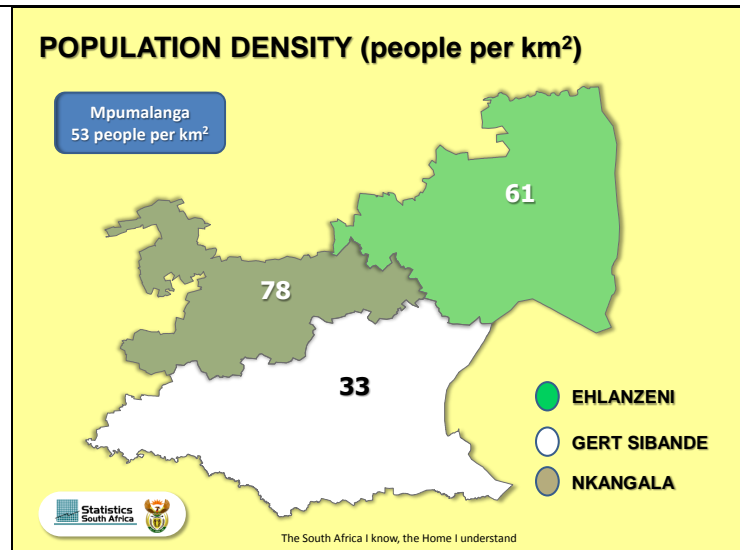 POPULATION DENSITY (people per km²)
Mpumalanga
53 people per km²
61
78
33
EHLANZENI
GERT SIBANDE
NKANGALA
Statistics
South Africa
The South Africa I know, the Home I understand